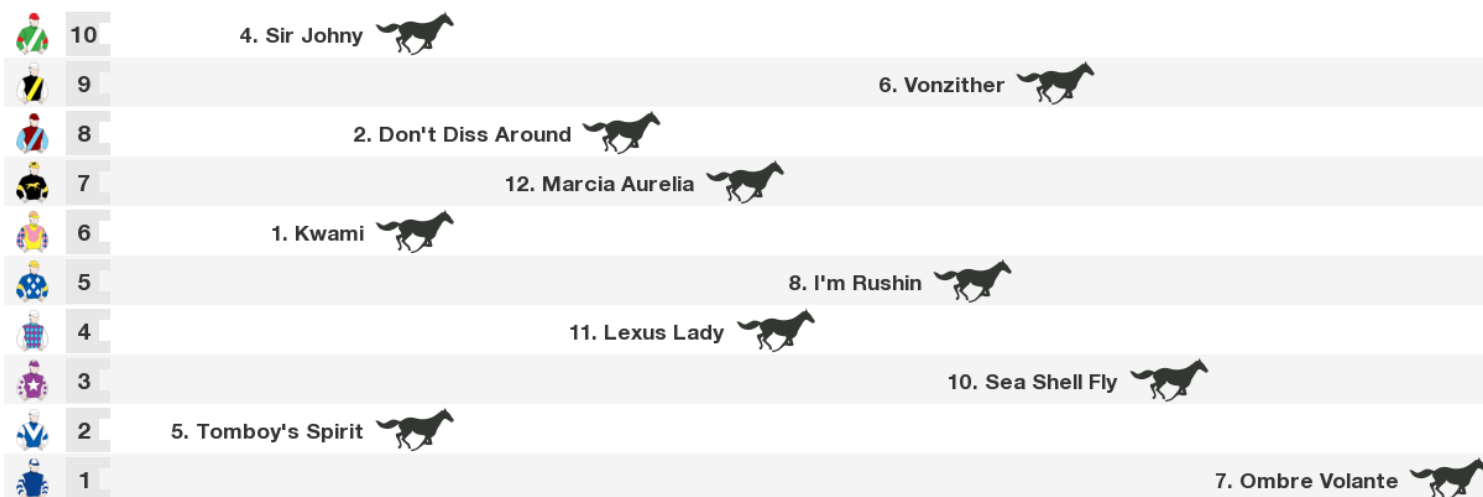 10 4. Sir Johny
9 6. Vonzither
8 2. Don't Diss Around
7 12. Marcia Aurelia
6 1. Kwami
5 8. I'm Rushin
4 11. Lexus Lady
3 10. Sea Shell Fly
2 5. Tomboy's Spirit
1 7. Ombre Volante